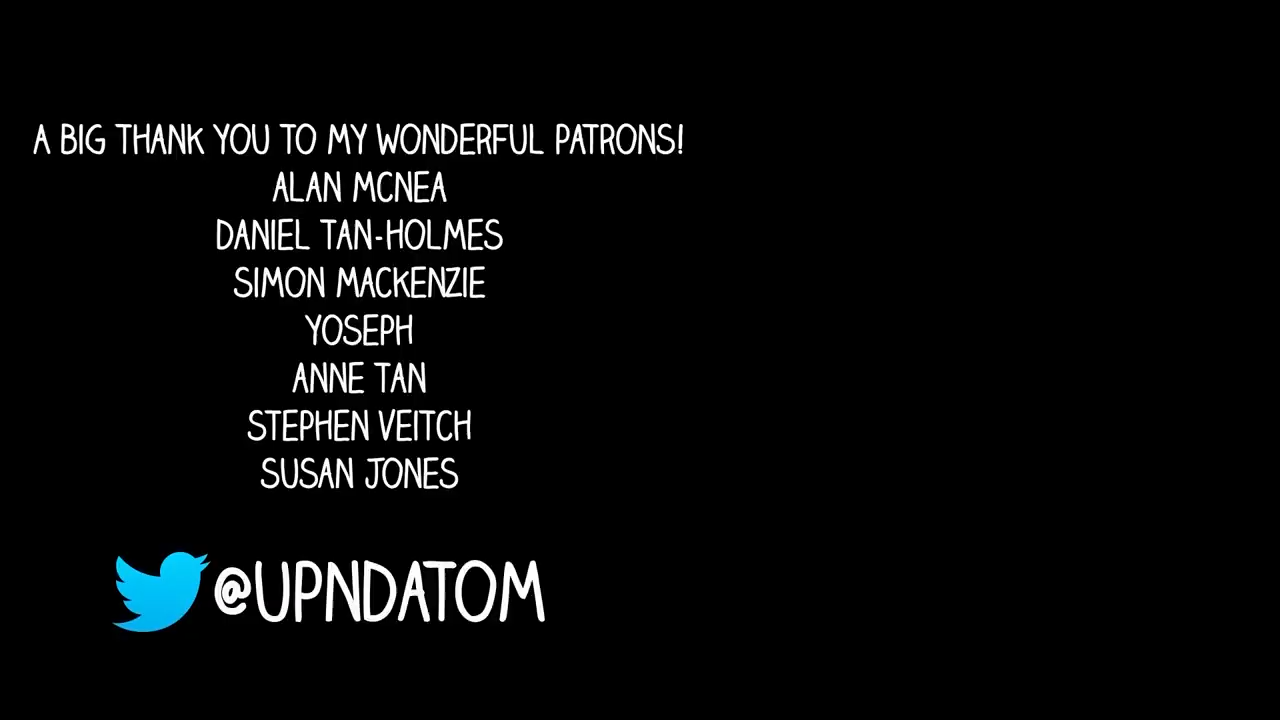 A BIG THANK YOU TO MY WONDERFUL PATRONS!
ALAN MCNEA
DANIEL TAN-HOLMES
SIMON MACKENZIE
YOSEPH
ANNE TAN
STEPHEN VEITCH
SUSAN JONES
@UPNDATOM